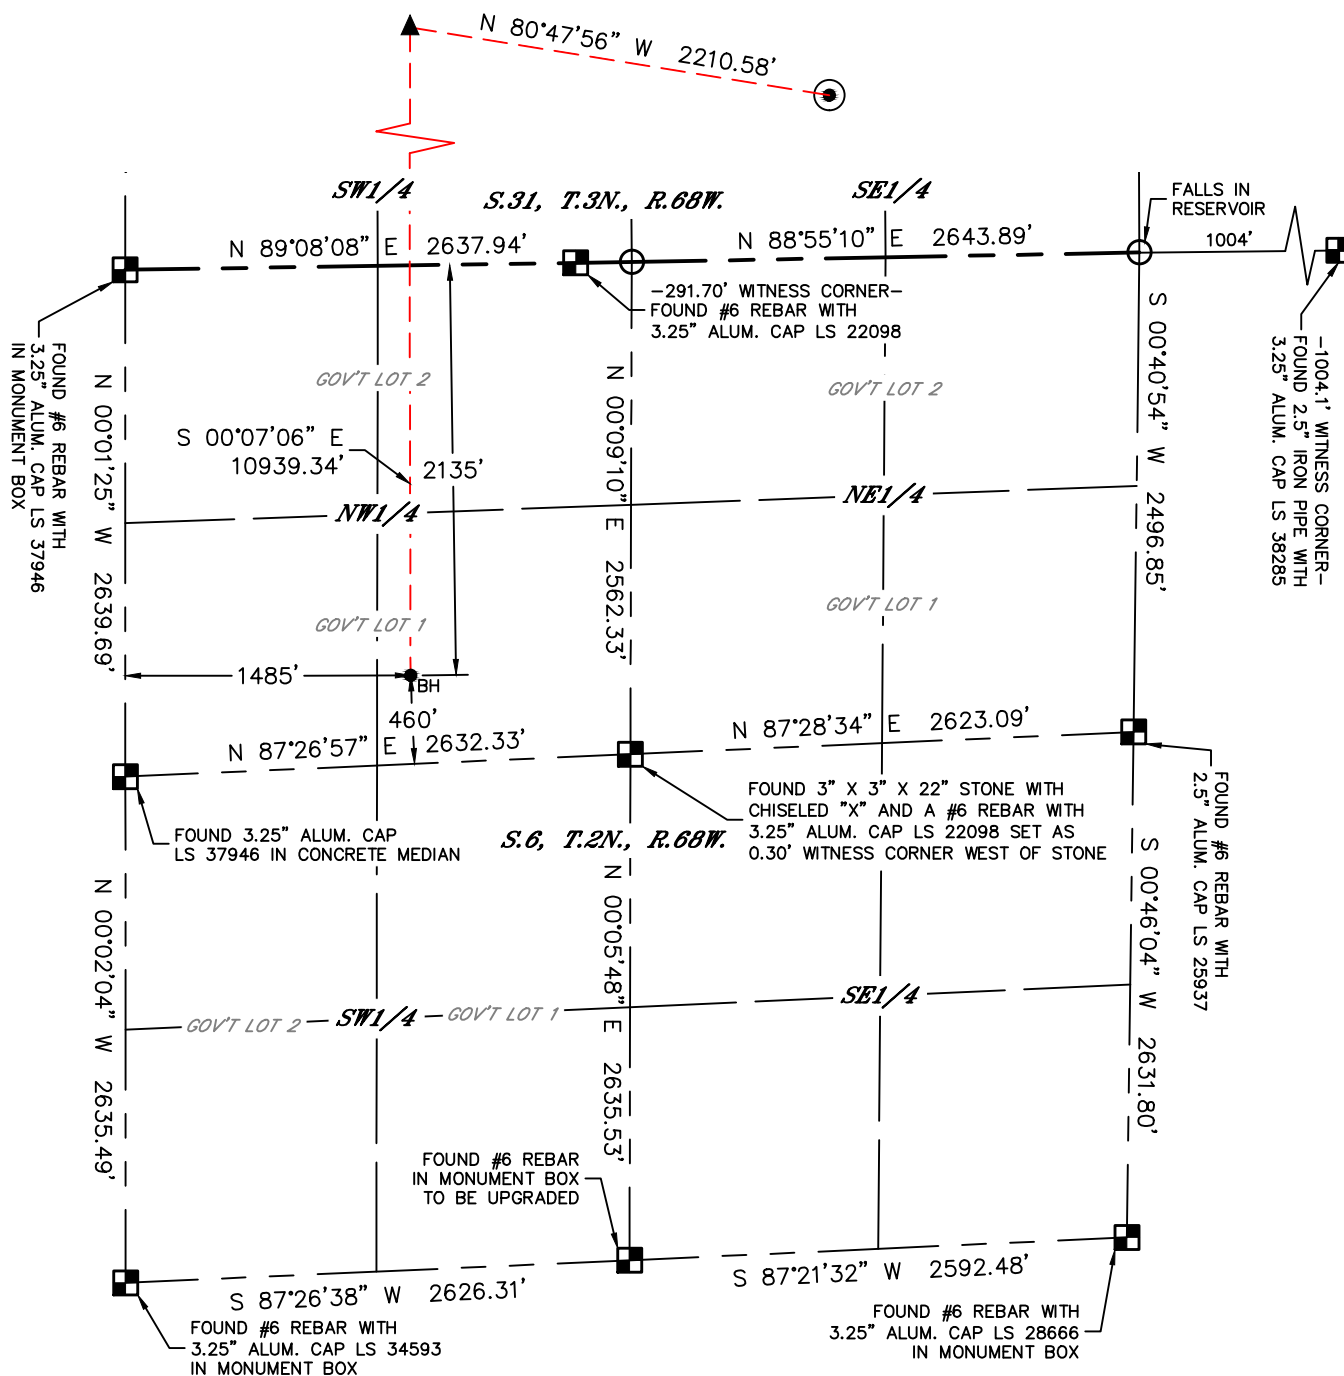 N 80°47'56" W 2210.58'
SW1/4
S.31, T.3N., R.68W.
SE1/4
FALLS IN
RESERVOIR
1004'
N 89°08'08" E 2637.94'
N 88°55'10" E 2643.89'
-291.70' WITNESS CORNER-
FOUND #6 REBAR WITH
3.25" ALUM. CAP LS 22098
FOUND #6 REBAR WITH
3.25" ALUM. CAP LS 37946
IN MONUMENT BOX
-1004.1' WITNESS CORNER-
FOUND 2.5" IRON PIPE WITH
3.25" ALUM. CAP LS 38285
N 00°01'25" W 2639.69'
GOV'T LOT 2
N 00°09'10" E 2562.33'
GOV'T LOT 2
S 00°40'54" W 2496.85'
S 00°07'06" E
10939.34'
2135'
NW1/4
NE1/4
GOV'T LOT 1
GOV'T LOT 1
1485'
BH
460'
N 87°26'57" E 2632.33'
N 87°28'34" E 2623.09'
FOUND 3.25" ALUM. CAP
LS 37946 IN CONCRETE MEDIAN
S.6, T.2N., R.68W.
FOUND 3" X 3" X 22" STONE WITH
CHISELED "X" AND A #6 REBAR WITH
3.25" ALUM. CAP LS 22098 SET AS
0.30' WITNESS CORNER WEST OF STONE
FOUND #6 REBAR WITH
2.5" ALUM. CAP LS 25937
N 00°02'04" W 2635.49'
N 00°05'48" E 2635.53'
S 00°46'04" W 2631.80'
GOV'T LOT 2
SW1/4
GOV'T LOT 1
SE1/4
FOUND #6 REBAR
IN MONUMENT BOX
TO BE UPGRADED
S 87°26'38" W 2626.31'
S 87°21'32" W 2592.48'
FOUND #6 REBAR WITH
3.25" ALUM. CAP LS 34593
IN MONUMENT BOX
FOUND #6 REBAR WITH
3.25" ALUM. CAP LS 28666
IN MONUMENT BOX